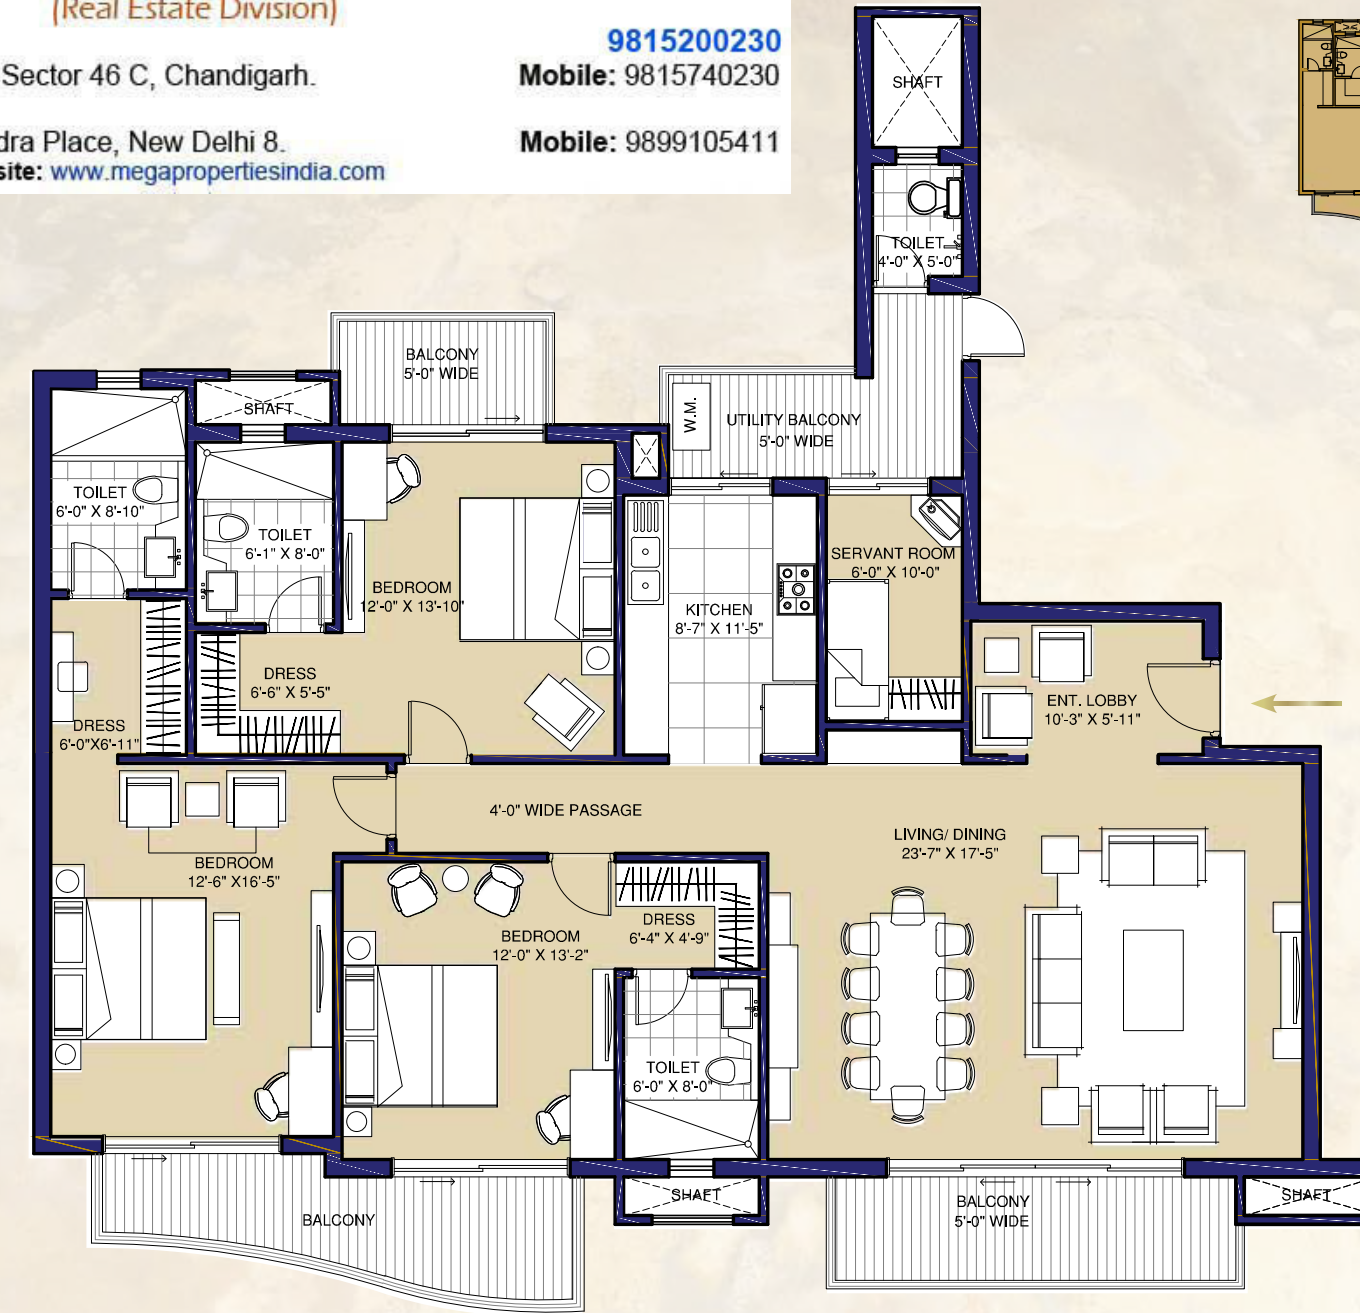 (Real Estate Division)
9815200230
Sector 46 C, Chandigarh.
Mobile: 9815740230
dra Place, New Delhi 8.
Mobile: 9899105411
site: www.megapropertiesindia.com
SHAFT
TOILET
4'-0" X 5'-0"
BALCONY
5'-0" WIDE
SHAFT
W.M.
UTILITY BALCONY
5'-0" WIDE
TOILET
6'-0" X 8'-10"
TOILET
6'-1" X 8'-0"
BEDROOM
12'-0" X 13'-10"
SERVANT ROOM
6'-0" X 10'-0"
KITCHEN
8'-7" X 11'-5"
DRESS
6'-6" X 5'-5"
ENT. LOBBY
10'-3" X 5'-11"
DRESS
6'-0"X6'-11"
4'-0" WIDE PASSAGE
LIVING/ DINING
23'-7" X 17'-5"
BEDROOM
12'-6" X16'-5"
DRESS
6'-4" X 4'-9"
BEDROOM
12'-0" X 13'-2"
TOILET
6'-0" X 8'-0"
SHAFT
SHAFT
BALCONY
5'-0" WIDE
BALCONY